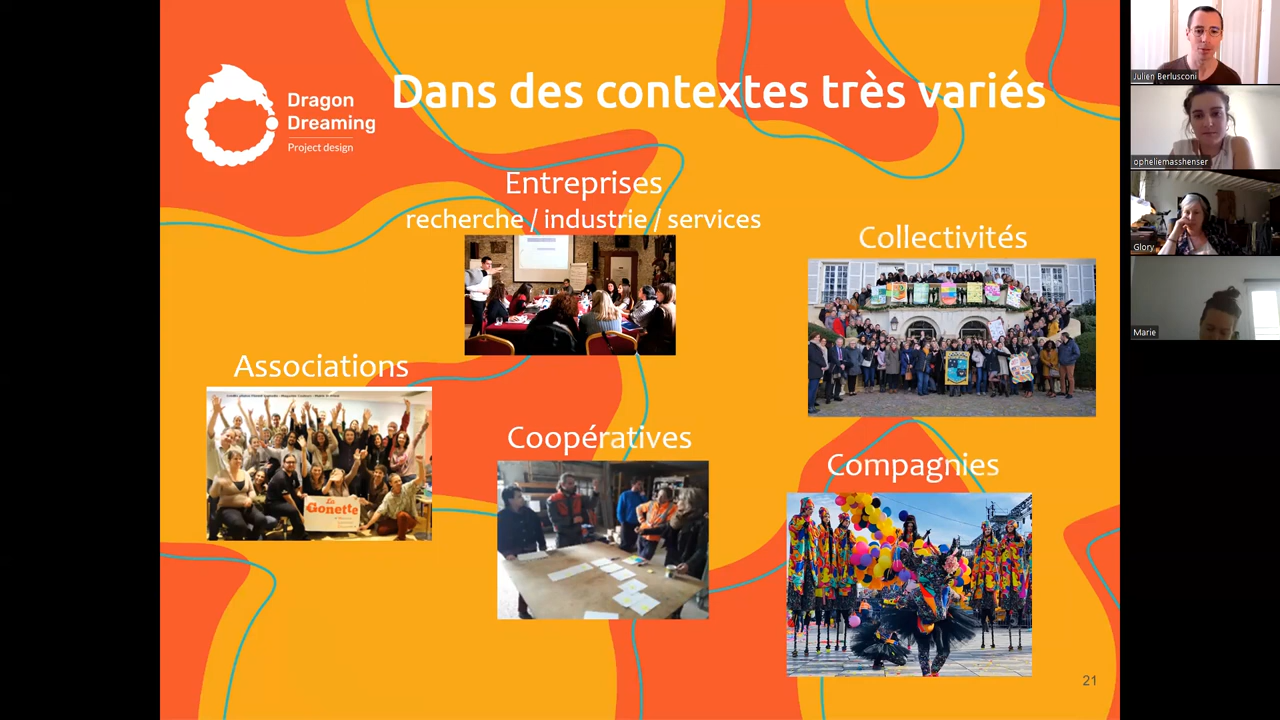 Dragon
Dreaming
Project design
Dans des contextes très variés
Entreprises
recherche / industrie / services
Collectivités
Associations
La
Gonette
Coopératives
Compagnies
21
Julien Berlusconi
opheliemasshenser
Glory
Marie